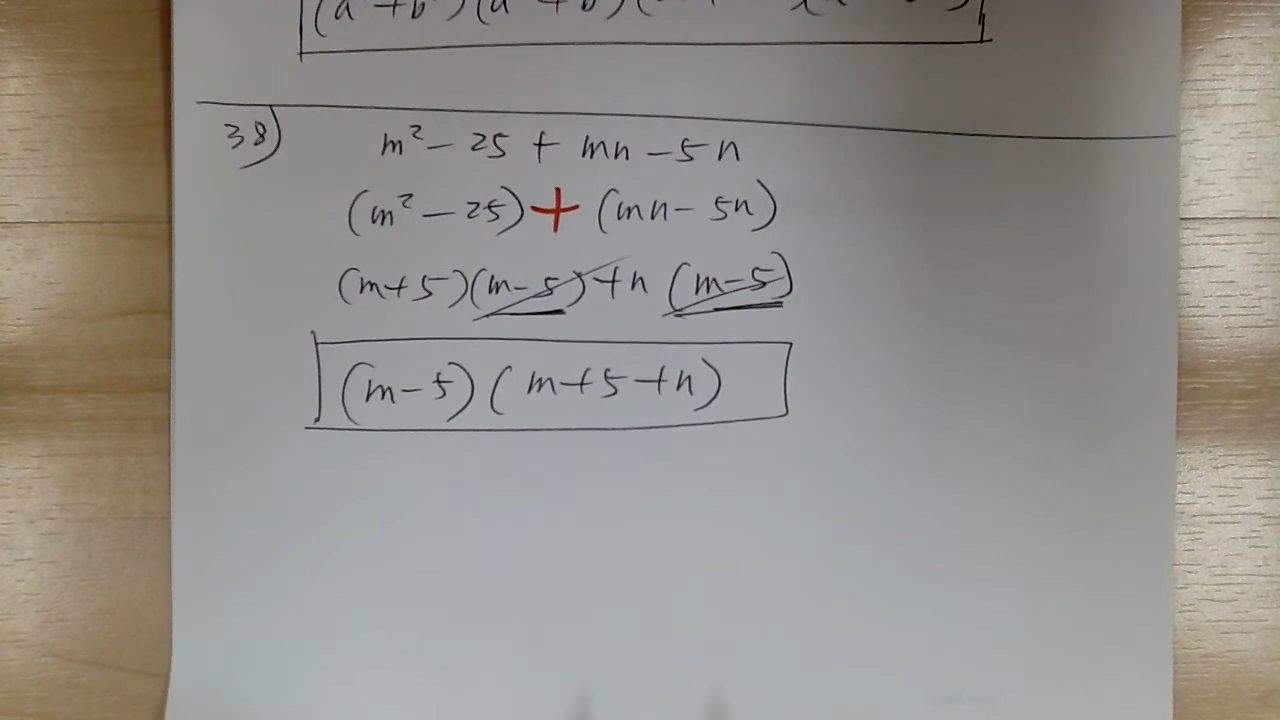 38) m² - 25 + mn - 5n
(m² - 25) + (mn - 5n)
(m+5)(m-5) + n (m-5)
(m-5)(m+5+n)